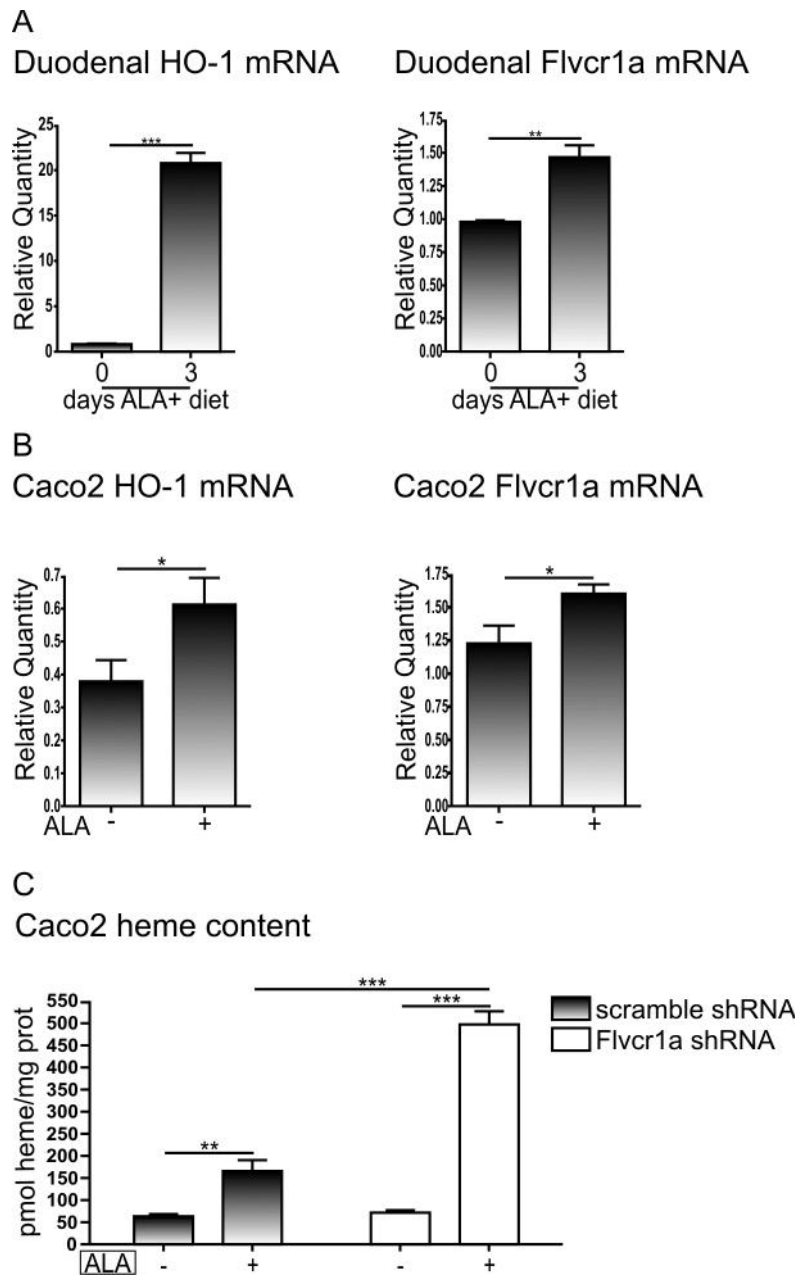 A
Duodenal HO-1 mRNA Duodenal Flvcr1a mRNA
Relative Quantity
25
20
15
10
5
0
***
0 3
days ALA+ diet
Relative Quantity
1.75
1.50
1.25
1.00
0.75
0.50
0.25
0.00
**
0 3
days ALA+ diet
B
Caco2 HO-1 mRNA Caco2 Flvcr1a mRNA
Relative Quantity
0.7
0.6
0.5
0.4
0.3
0.2
0.1
0.0
*
ALA - +
Relative Quantity
1.75
1.50
1.25
1.00
0.75
0.50
0.25
0.00
*
ALA - +
C
Caco2 heme content
pmol heme/mg prot
550
500
450
400
350
300
250
200
150
100
50
0
***
***
**
scramble shRNA
Flvcr1a shRNA
ALA - + - +